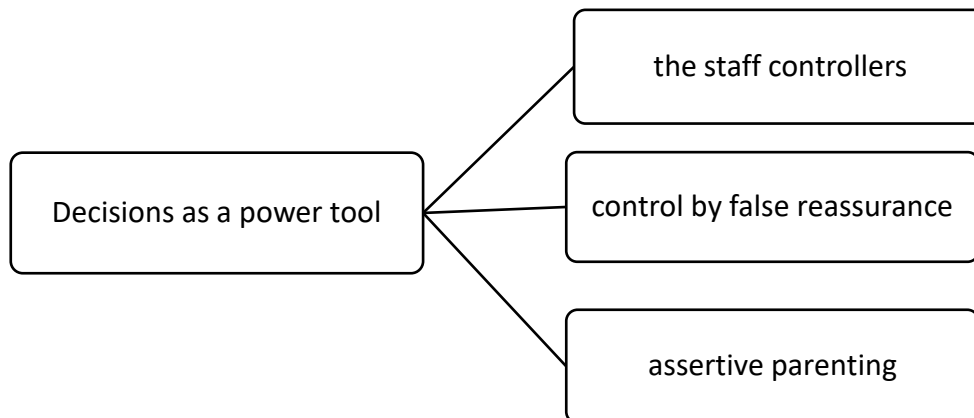 the staff controllers
Decisions as a power tool
control by false reassurance
assertive parenting